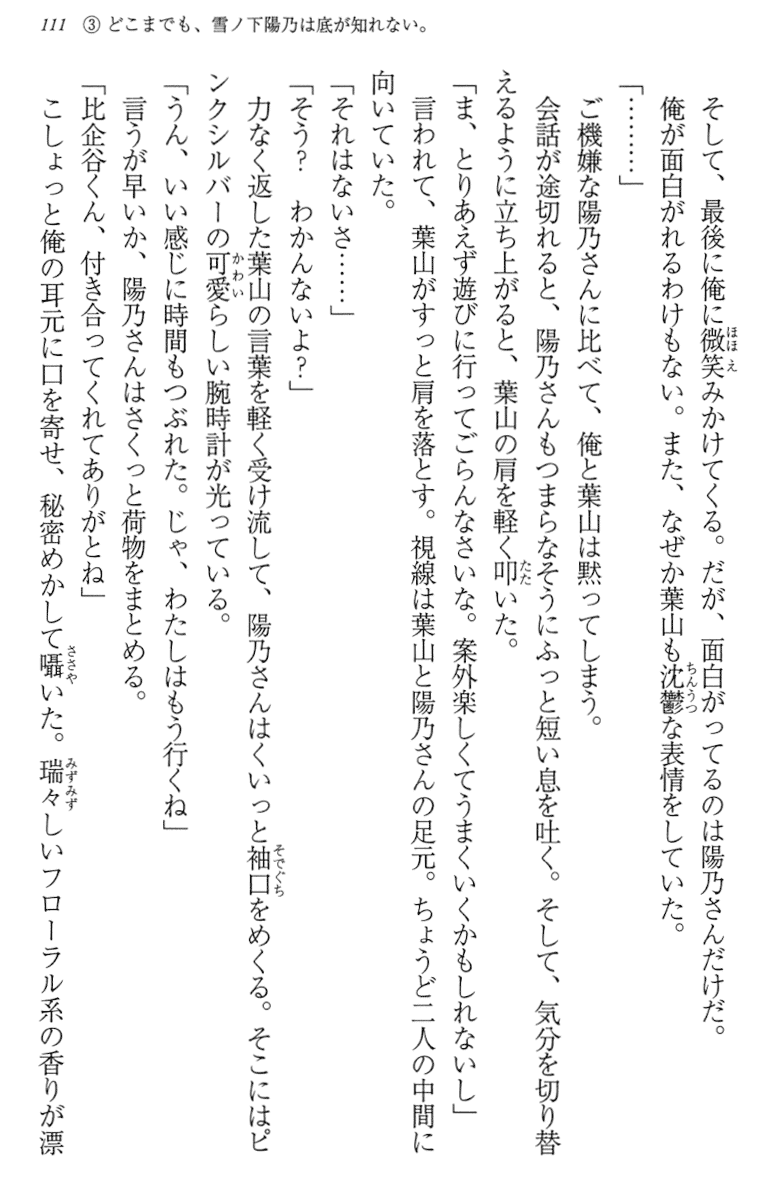 111 ③ どこまでも、雪ノ下陽乃は底が知れない。
そして、最後に俺に微笑みかけてくる。だが、面白がってるのは陽乃さんだけだ。
俺が面白がれるわけもない。また、なぜか葉山も沈鬱な表情をしていた。
「………」
ご機嫌な陽乃さんに比べて、俺と葉山は黙ってしまう。
会話が途切れると、陽乃さんもつまらなそうにふっと短い息を吐く。そして、気分を切り替
えるように立ち上がると、葉山の肩を軽く叩いた。
「ま、とりあえず遊びに行ってごらんなさいな。案外楽しくてうまくいくかもしれないし」
言われて、葉山がすっと肩を落とす。視線は葉山と陽乃さんの足元。ちょうど二人の中間に
向いていた。
「それはないさ……」
「そう？　わかんないよ？」
力なく返した葉山の言葉を軽く受け流して、陽乃さんはくいっと袖口をめくる。そこにはピ
ンクシルバーの可愛らしい腕時計が光っている。
「うん、いい感じに時間もつぶれた。じゃ、わたしはもう行くね」
言うが早いか、陽乃さんはさくっと荷物をまとめる。
「比企谷くん、付き合ってくれてありがとね」
こしょっと俺の耳元に口を寄せ、秘密めかして囁いた。瑞々しいフローラル系の香りが漂